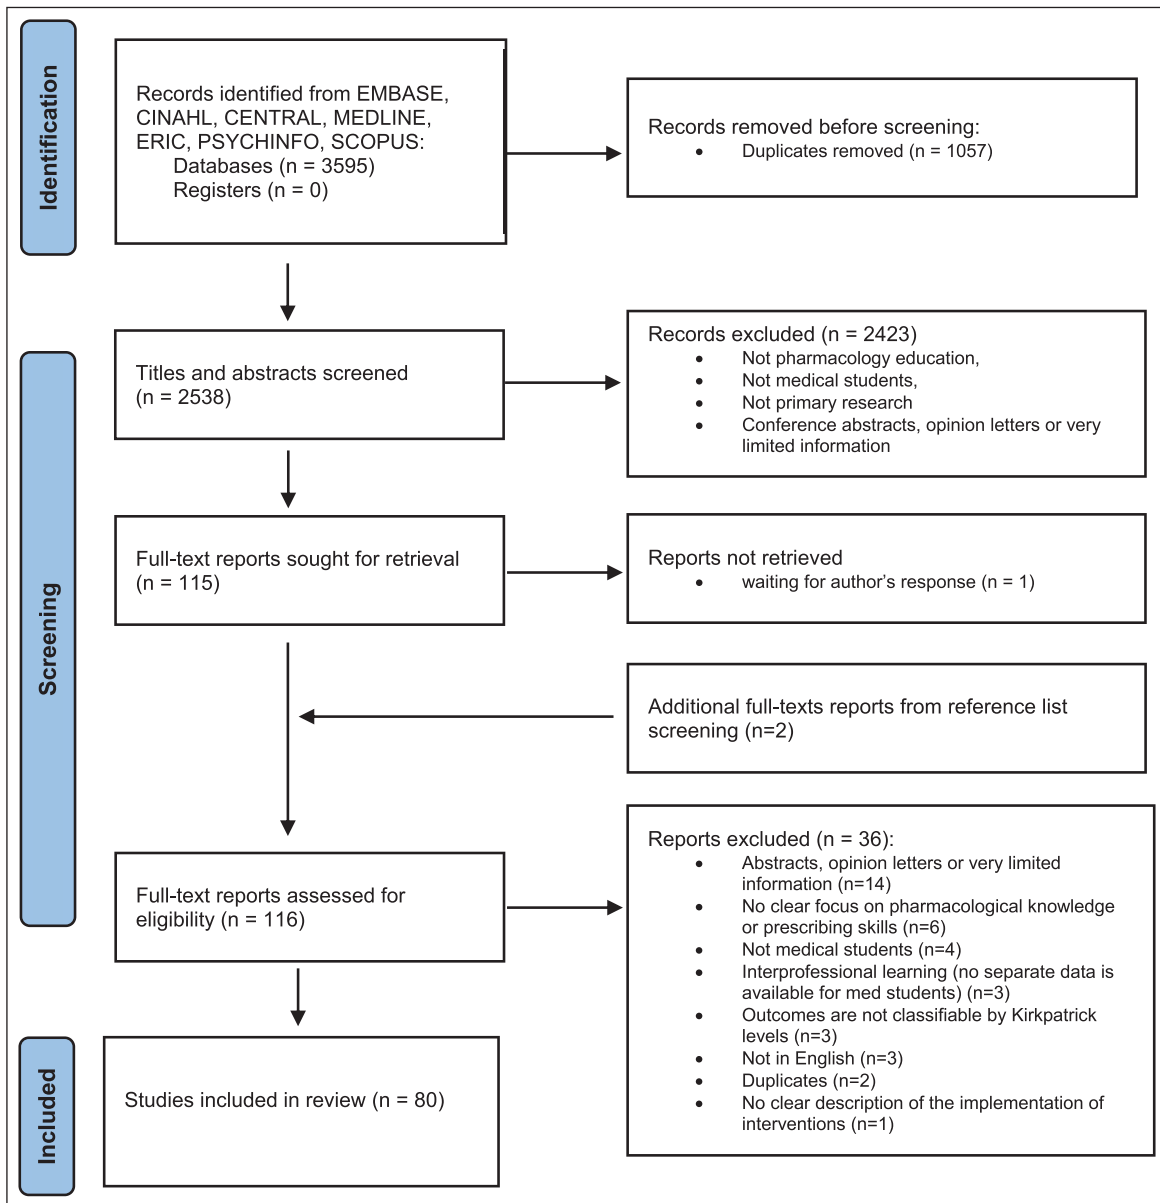 Identification
Records identified from EMBASE,
CINAHL, CENTRAL, MEDLINE,
ERIC, PSYCHINFO, SCOPUS:
Databases (n = 3595)
Registers (n = 0)
Records removed before screening:
• Duplicates removed (n = 1057)
Screening
Titles and abstracts screened
(n = 2538)
Records excluded (n = 2423)
• Not pharmacology education,
• Not medical students,
• Not primary research
• Conference abstracts, opinion letters or very
limited information
Full-text reports sought for retrieval
(n = 115)
Reports not retrieved
• waiting for author's response (n = 1)
Additional full-texts reports from reference list
screening (n=2)
Full-text reports assessed for
eligibility (n = 116)
Reports excluded (n = 36):
• Abstracts, opinion letters or very limited
information (n=14)
• No clear focus on pharmacological knowledge
or prescribing skills (n=6)
• Not medical students (n=4)
• Interprofessional learning (no separate data is
available for med students) (n=3)
• Outcomes are not classifiable by Kirkpatrick
levels (n=3)
• Not in English (n=3)
• Duplicates (n=2)
• No clear description of the implementation of
interventions (n=1)
Included
Studies included in review (n = 80)